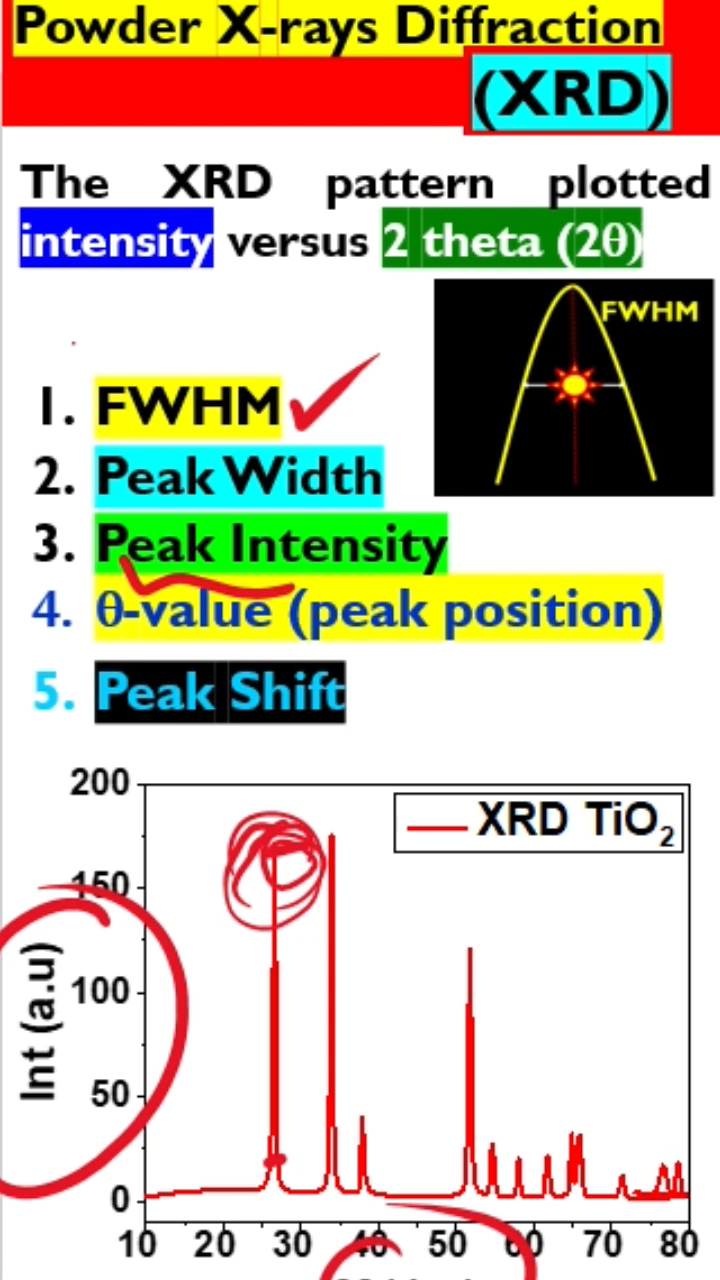 Powder X-rays Diffraction
(XRD)
The XRD pattern plotted
intensity versus 2 theta (2θ)
FWHM
1. FWHM
2. Peak Width
3. Peak Intensity
4. θ-value (peak position)
5. Peak Shift
200
XRD TiO₂
150
Int (a.u)
100
50
0
10 20 30 40 50 60 70 80